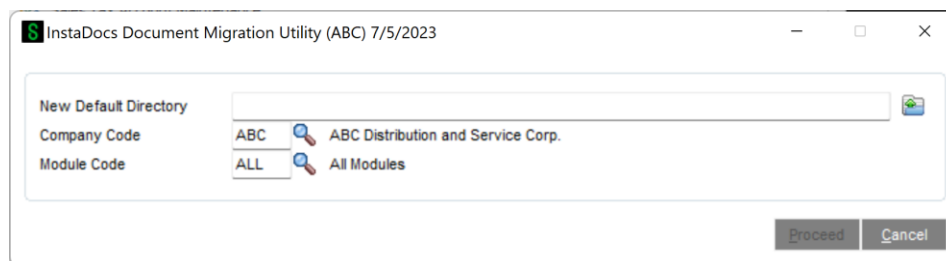 InstaDocs Document Migration Utility (ABC) 7/5/2023
New Default Directory
Company Code ABC ABC Distribution and Service Corp.
Module Code ALL All Modules
Proceed Cancel